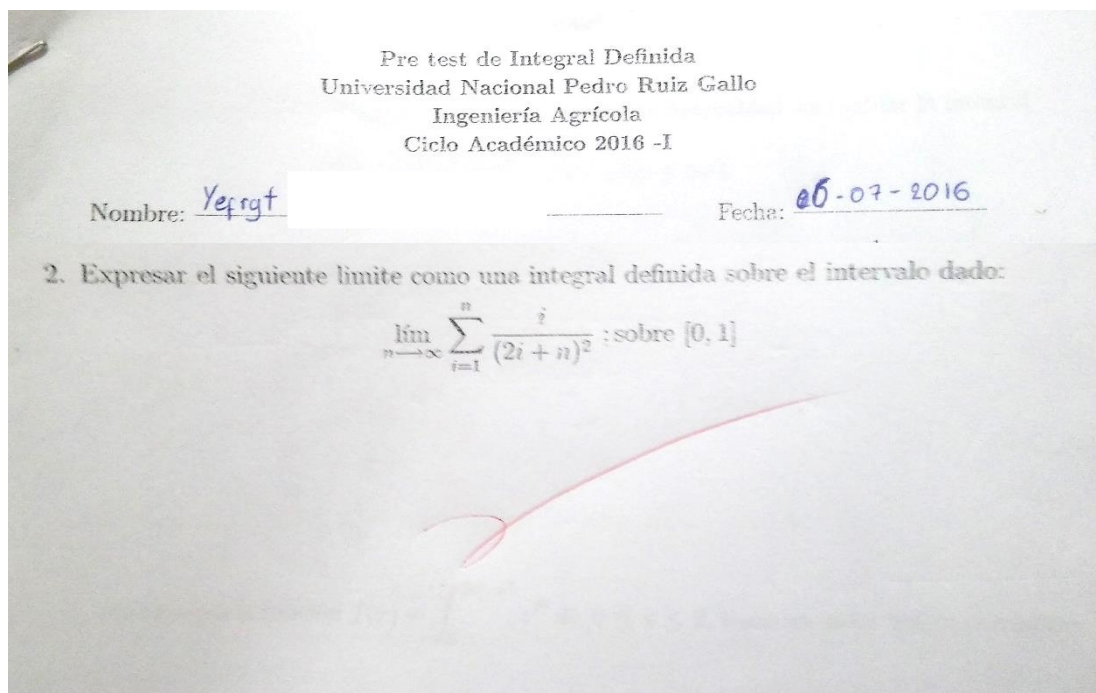 Pre test de Integral Definida
Universidad Nacional Pedro Ruiz Gallo
Ingeniería Agrícola
Ciclo Académico 2016 -I
Nombre: Yefrgt Fecha: 06-07-2016
2. Expresar el siguiente limite como una integral definida sobre el intervalo dado:
lím_{n⟶∞} ∑_{i=1}^{n} i/(2i + n)² ; sobre [0, 1]